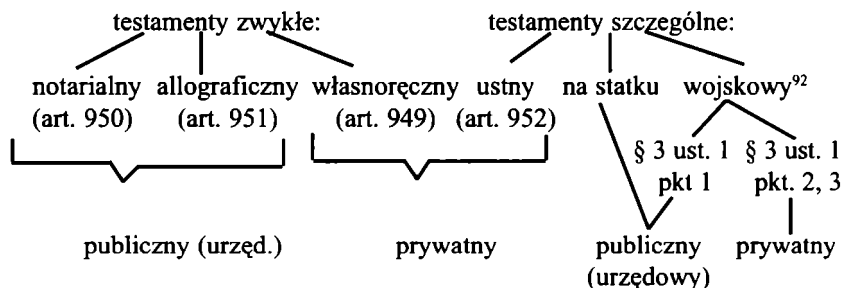 testamenty zwykłe: testamenty szczególne:
notarialny allograficzny własnoręczny ustny na statku wojskowy⁹²
(art. 950) (art. 951) (art. 949) (art. 952)
§ 3 ust. 1 § 3 ust. 1
pkt 1 pkt. 2, 3
publiczny (urzęd.) prywatny publiczny prywatny
(urzędowy)